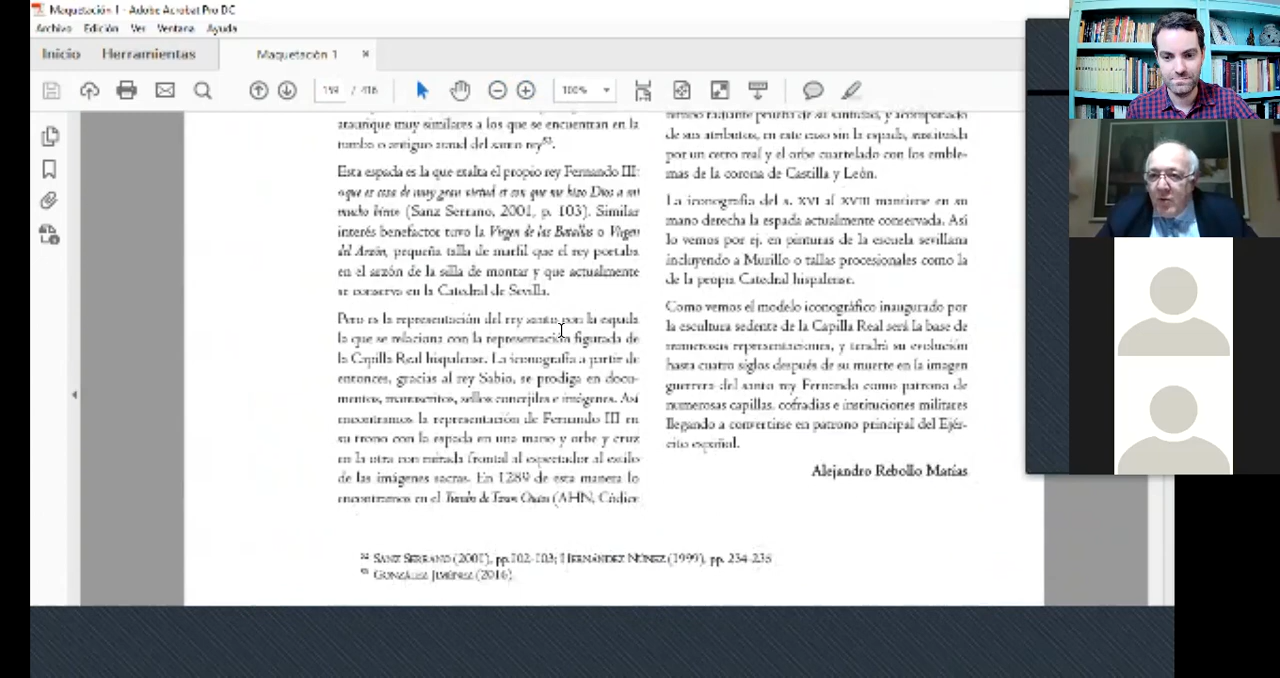 Maquetación 1 - Adobe Acrobat Pro DC
Archivo Edición Ver Ventana Ayuda
Inicio Herramientas Maquetación 1 ×
159 / 416 100%
ataurique muy similares a los que se encuentran en la
tumba o antiguo ataud del santo rey
Esta espada es la que exalta el propio rey Fernando III:
que es cosa de muy gran virtud et con que me hizo Dios a mi
mucho bien (Sanz Serrano, 2001, p. 103). Similar
interés benefactor tuvo la Virgen de las Batallas o Virgen
del Arzón, pequeña talla de marfil que el rey portaba
en el arzón de la silla de montar y que actualmente
se conserva en la Catedral de Sevilla.
Pero es la representación del rey santo con la espada
la que se relaciona con la representación figurada de
la Capilla Real hispalense. La iconografía a partir de
entonces, gracias al rey Sabio, se prodiga en docu-
mentos, manuscritos, sellos concejiles e imágenes. Así
encontramos la representación de Fernando III en
su trono con la espada en una mano y orbe y cruz
en la otra con mirada frontal al espectador al estilo
de las imágenes sacras. En 1289 de esta manera lo
encontramos en el Tumbo de Toxos Outos (AHN, Códice
nimbo radiante prueba de su santidad, y acompañado
de sus atributos, en este caso sin la espada, sustituida
por un cetro real y el orbe cuartelado con los emble-
mas de la corona de Castilla y León.
La iconografía del s. XVI al XVIII mantiene en su
mano derecha la espada actualmente conservada. Así
lo vemos por ej. en pinturas de la escuela sevillana
incluyendo a Murillo o tallas procesionales como la
de la propia Catedral hispalense.
Como vemos el modelo iconográfico inaugurado por
la escultura sedente de la Capilla Real será la base de
numerosas representaciones, y tendrá su evolución
hasta cuatro siglos después de su muerte en la imagen
guerrera del santo rey Fernando como patrono de
numerosas capillas, cofradías e instituciones militares
llegando a convertirse en patrono principal del Ejér-
cito español.
Alejandro Rebollo Matías
SANZ SERRANO (2001), pp.102-103; HERNÁNDEZ NÚÑEZ (1999), pp. 234-235
GONZÁLEZ JIMÉNEZ (2016).